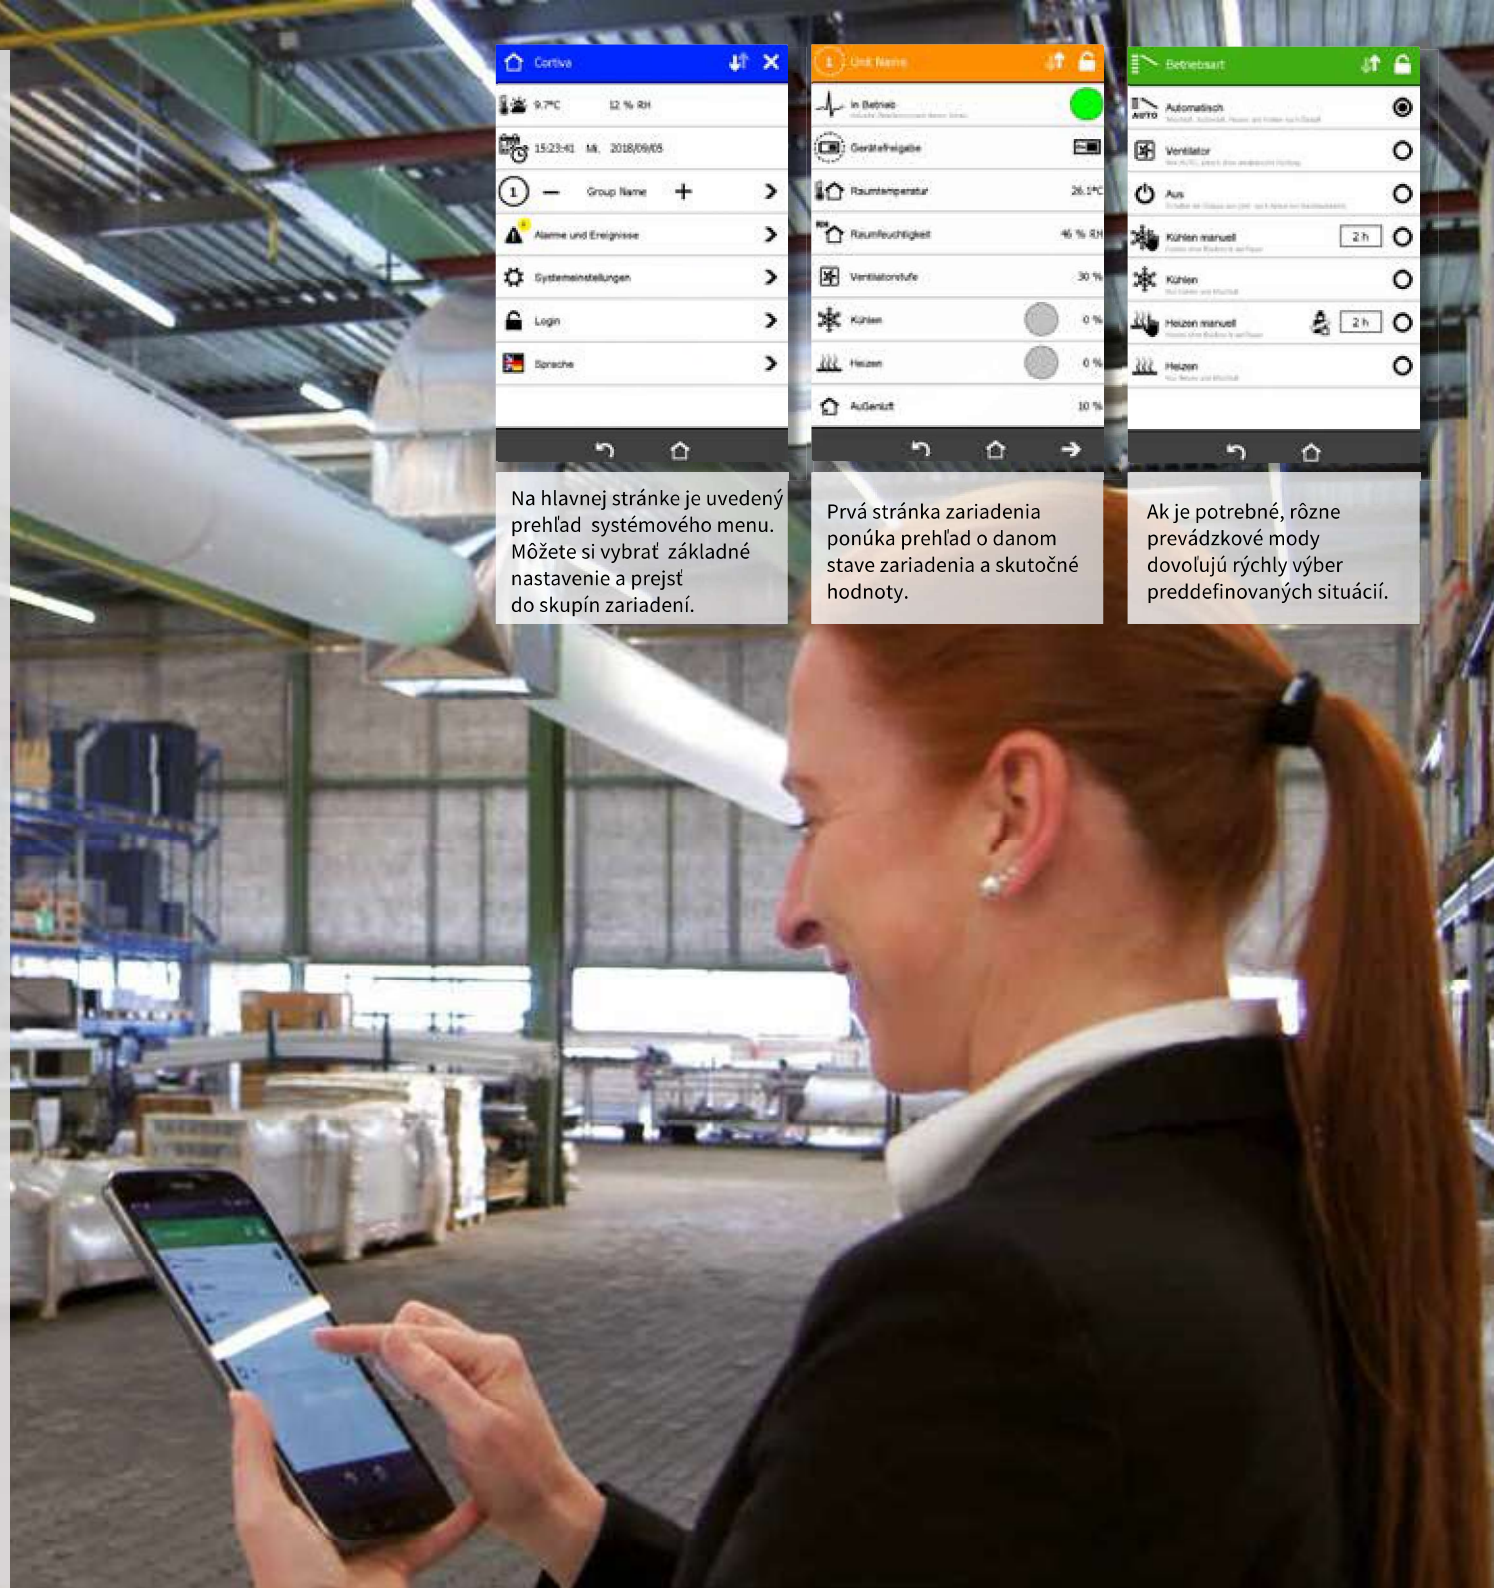 Cortiva
9.7°C 12 % RH
15:23:41 Mi, 2018/09/05
1 − Group Name +
Alarme und Ereignisse
Systemeinstellungen
Login
Sprache
Na hlavnej stránke je uvedený
prehľad systémového menu.
Môžete si vybrať základné
nastavenie a prejsť
do skupín zariadení.
1 Unit Name
In Betrieb
Gerätefreigabe
Raumtemperatur 26.1°C
Raumfeuchtigkeit 46 % RH
Ventilatorstufe 30 %
Kühlen 0 %
Heizen 0 %
Außenluft 10 %
Prvá stránka zariadenia
ponúka prehľad o danom
stave zariadenia a skutočné
hodnoty.
Betriebsart
AUTO Automatisch
Ventilator
Aus
Kühlen manuell 2 h
Kühlen
Heizen manuell 2 h
Heizen
Ak je potrebné, rôzne
prevádzkové mody
dovoľujú rýchly výber
preddefinovaných situácií.